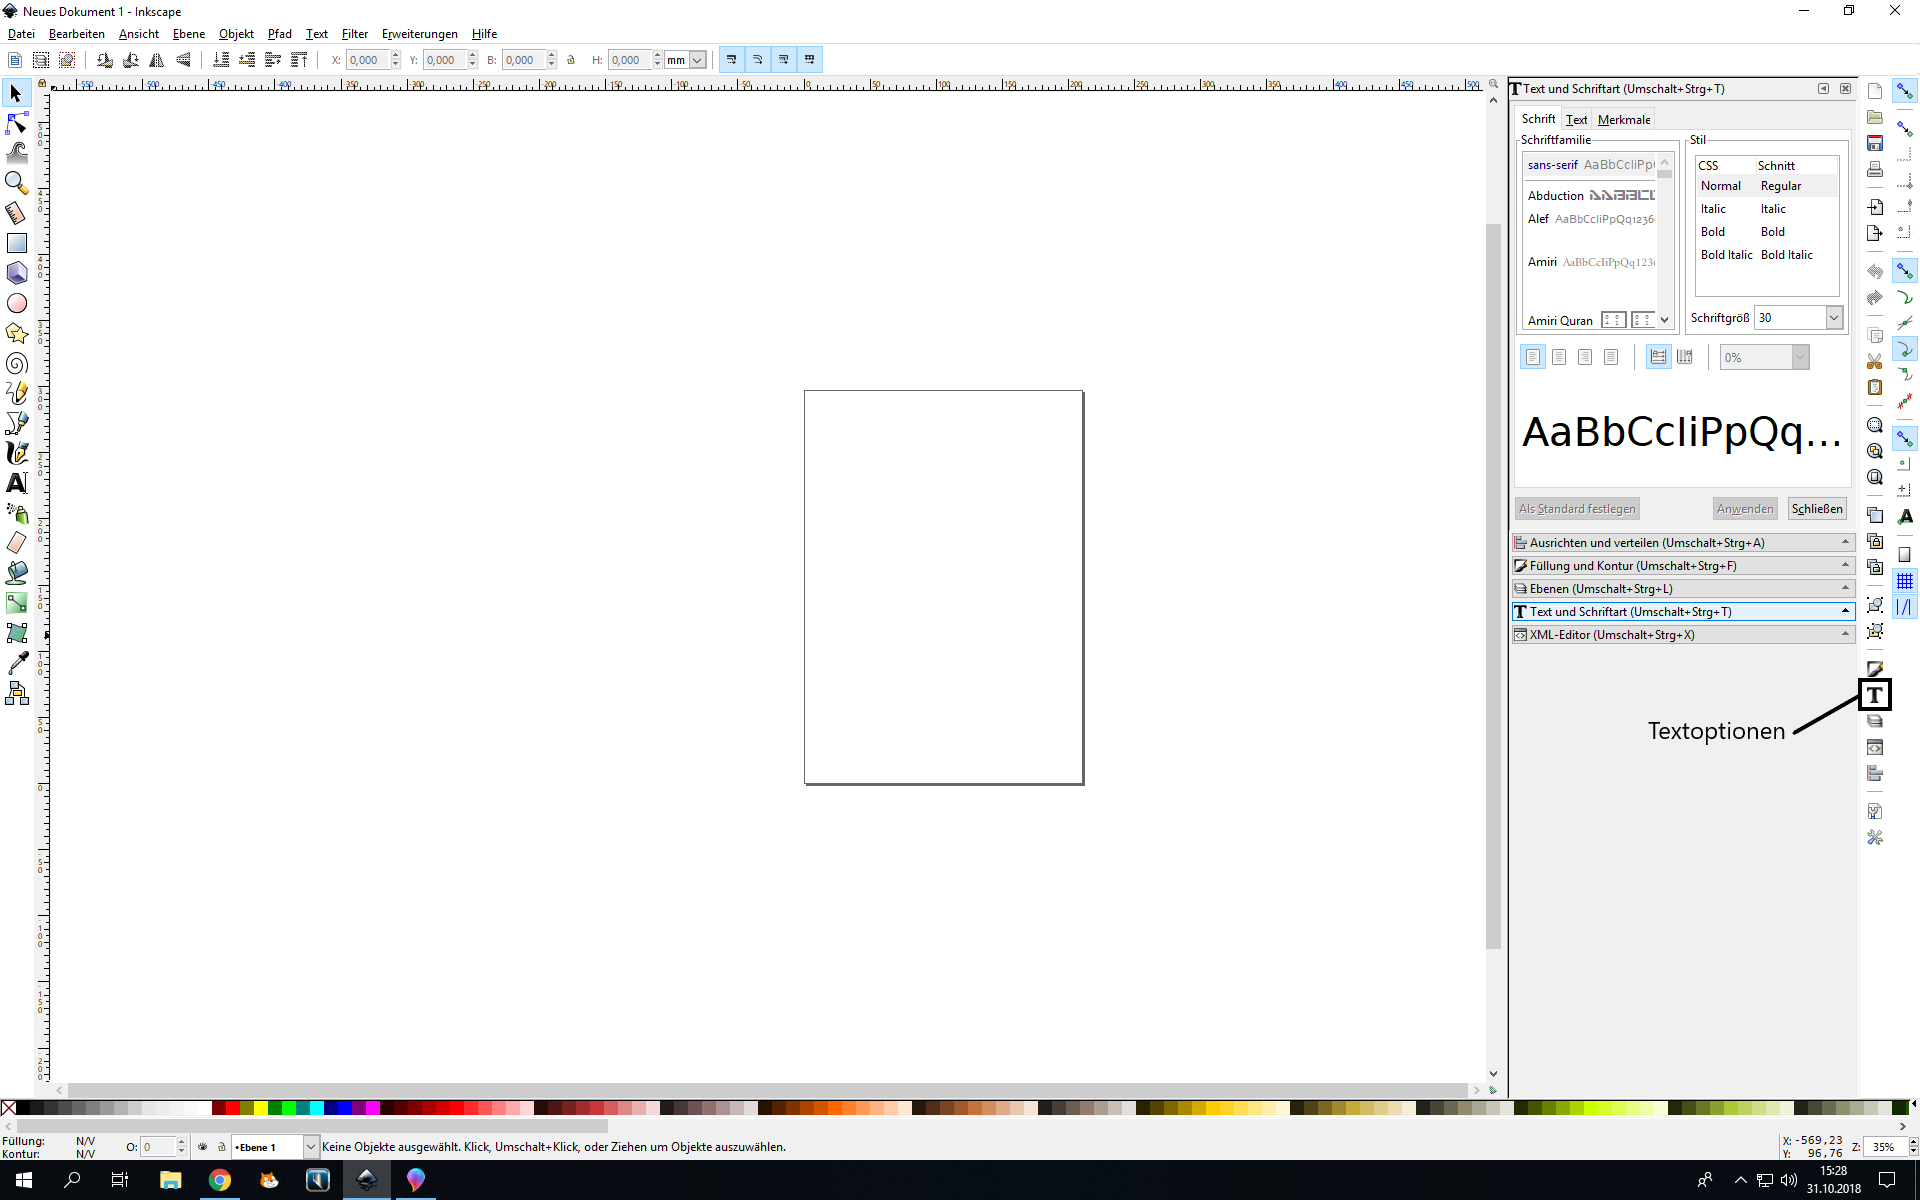 Neues Dokument 1 - Inkscape
Datei Bearbeiten Ansicht Ebene Objekt Pfad Filter Text Erweiterungen Hilfe
X: 0,000 Y: 0,000 B: 0,000 H: 0,000 mm
Text und Schriftart (Umschalt+Strg+T)
Schrift Text Merkmale
Schriftfamilie Stil
sans-serif AaBbCcIiPp
CSS Schnitt
Normal Regular
Abduction AABBCC
Italic Italic
Alef AaBbCcIiPpQq1236
Bold Bold
Bold Italic Bold Italic
Amiri AaBbCcIiPpQq123
Amiri Quran
Schriftgröß 30
0%
AaBbCcIiPpQq...
Als Standard festlegen Anwenden Schließen
Ausrichten und verteilen (Umschalt+Strg+A)
Füllung und Kontur (Umschalt+Strg+F)
Ebenen (Umschalt+Strg+L)
Text und Schriftart (Umschalt+Strg+T)
XML-Editor (Umschalt+Strg+X)
Textoptionen
Füllung: N/V
Kontur: N/V
O: 0
•Ebene 1
Keine Objekte ausgewählt. Klick, Umschalt+Klick, oder Ziehen um Objekte auszuwählen.
X: -569,23
Y: 96,76
Z: 35%
15:28
31.10.2018